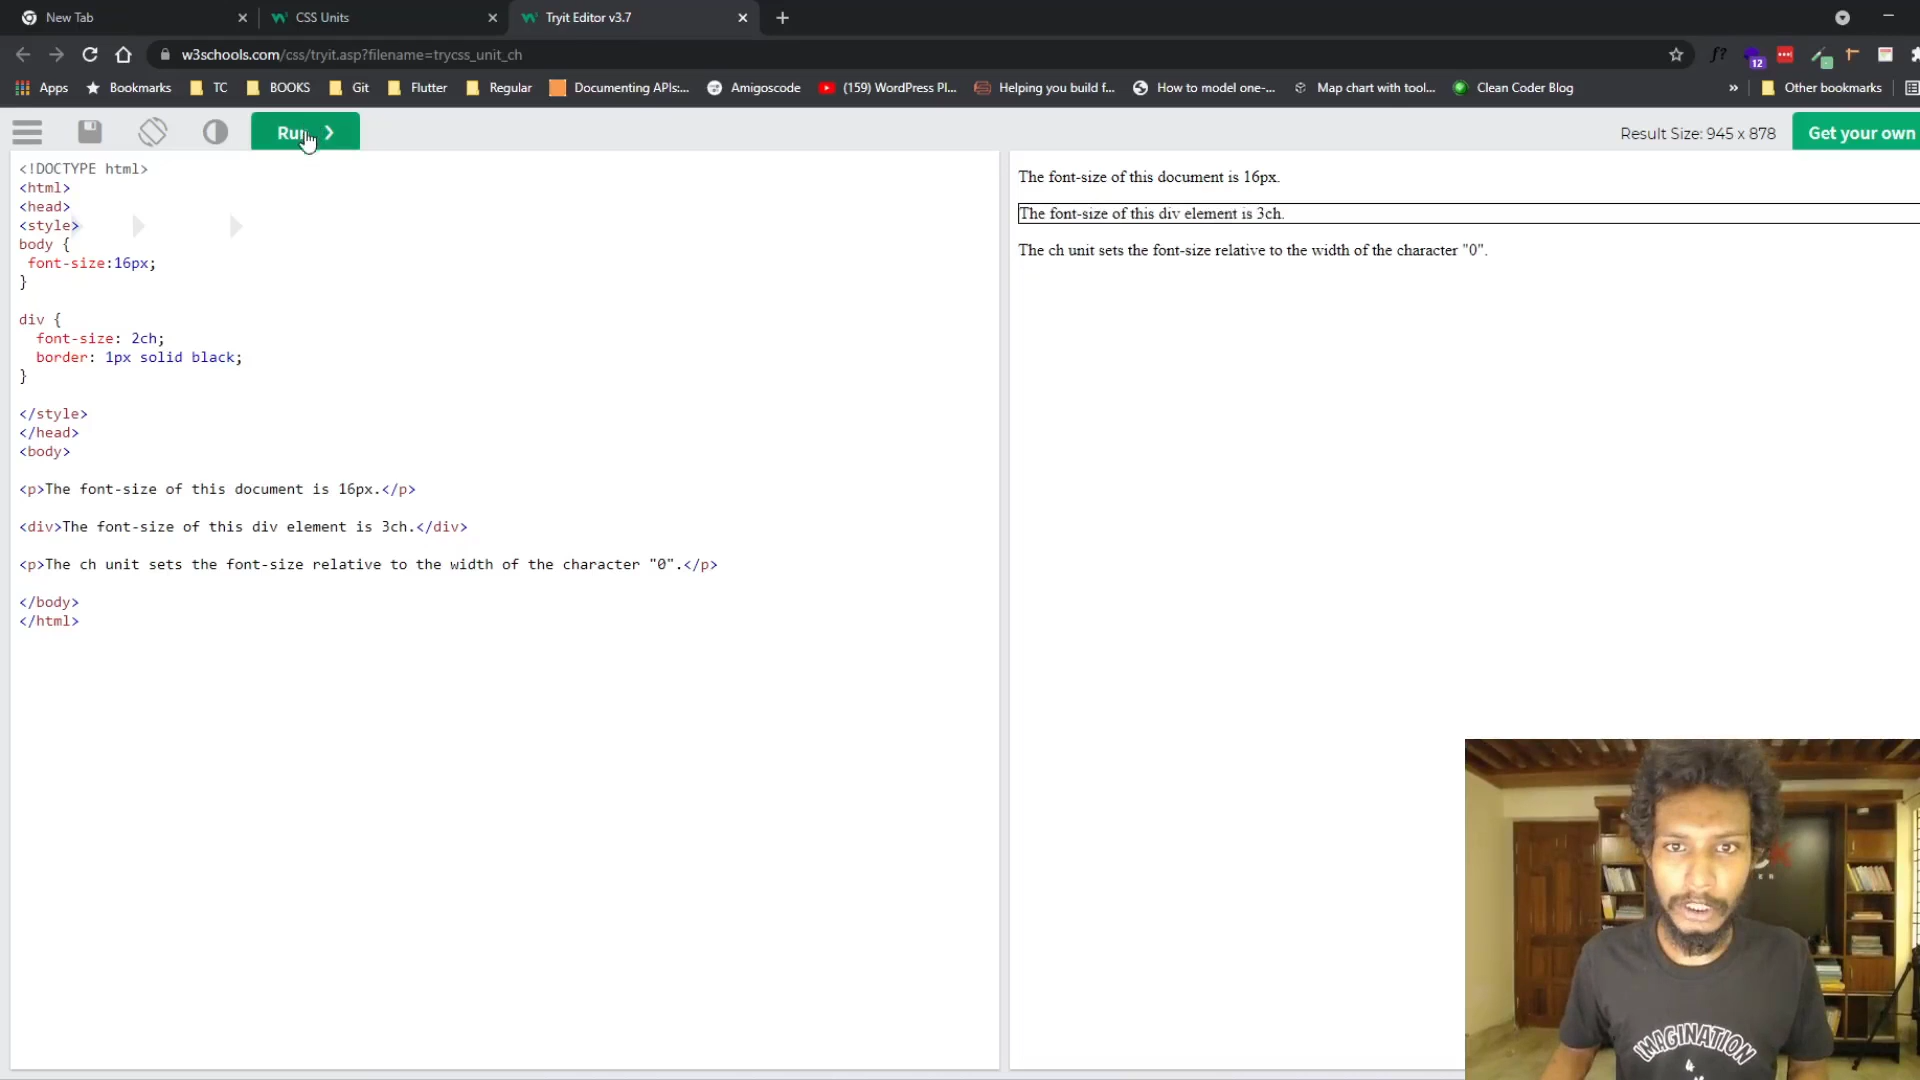 New Tab
CSS Units
Tryit Editor v3.7
w3schools.com/css/tryit.asp?filename=trycss_unit_ch
12
Apps
Bookmarks
TC
BOOKS
Git
Flutter
Regular
Documenting APIs:...
Amigoscode
(159) WordPress Pl...
Helping you build f...
How to model one-...
Map chart with tool...
Clean Coder Blog
»
Other bookmarks
Run ❯
Result Size: 945 x 878
Get your own
<!DOCTYPE html>
<html>
<head>
<style>
body {
font-size:16px;
}
div {
font-size: 2ch;
border: 1px solid black;
}
</style>
</head>
<body>
<p>The font-size of this document is 16px.</p>
<div>The font-size of this div element is 3ch.</div>
<p>The ch unit sets the font-size relative to the width of the character "0".</p>
</body>
</html>
The font-size of this document is 16px.
The font-size of this div element is 3ch.
The ch unit sets the font-size relative to the width of the character "0".
IMAGINATION